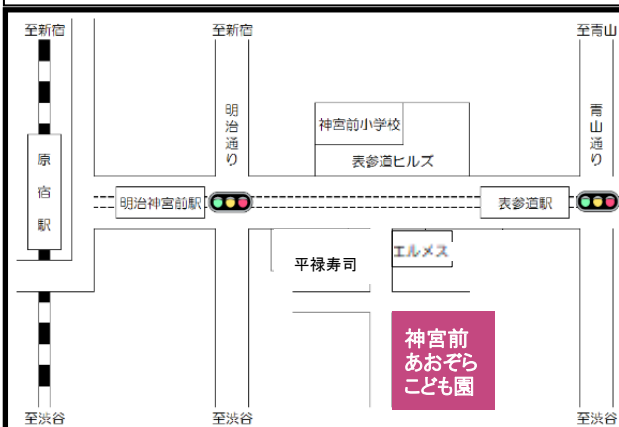 至新宿
至新宿
至青山
明治通り
青山通り
神宮前小学校
表参道ヒルズ
原宿駅
明治神宮前駅
表参道駅
平禄寿司
エルメス
神宮前
あおぞら
こども園
至渋谷
至渋谷
至渋谷